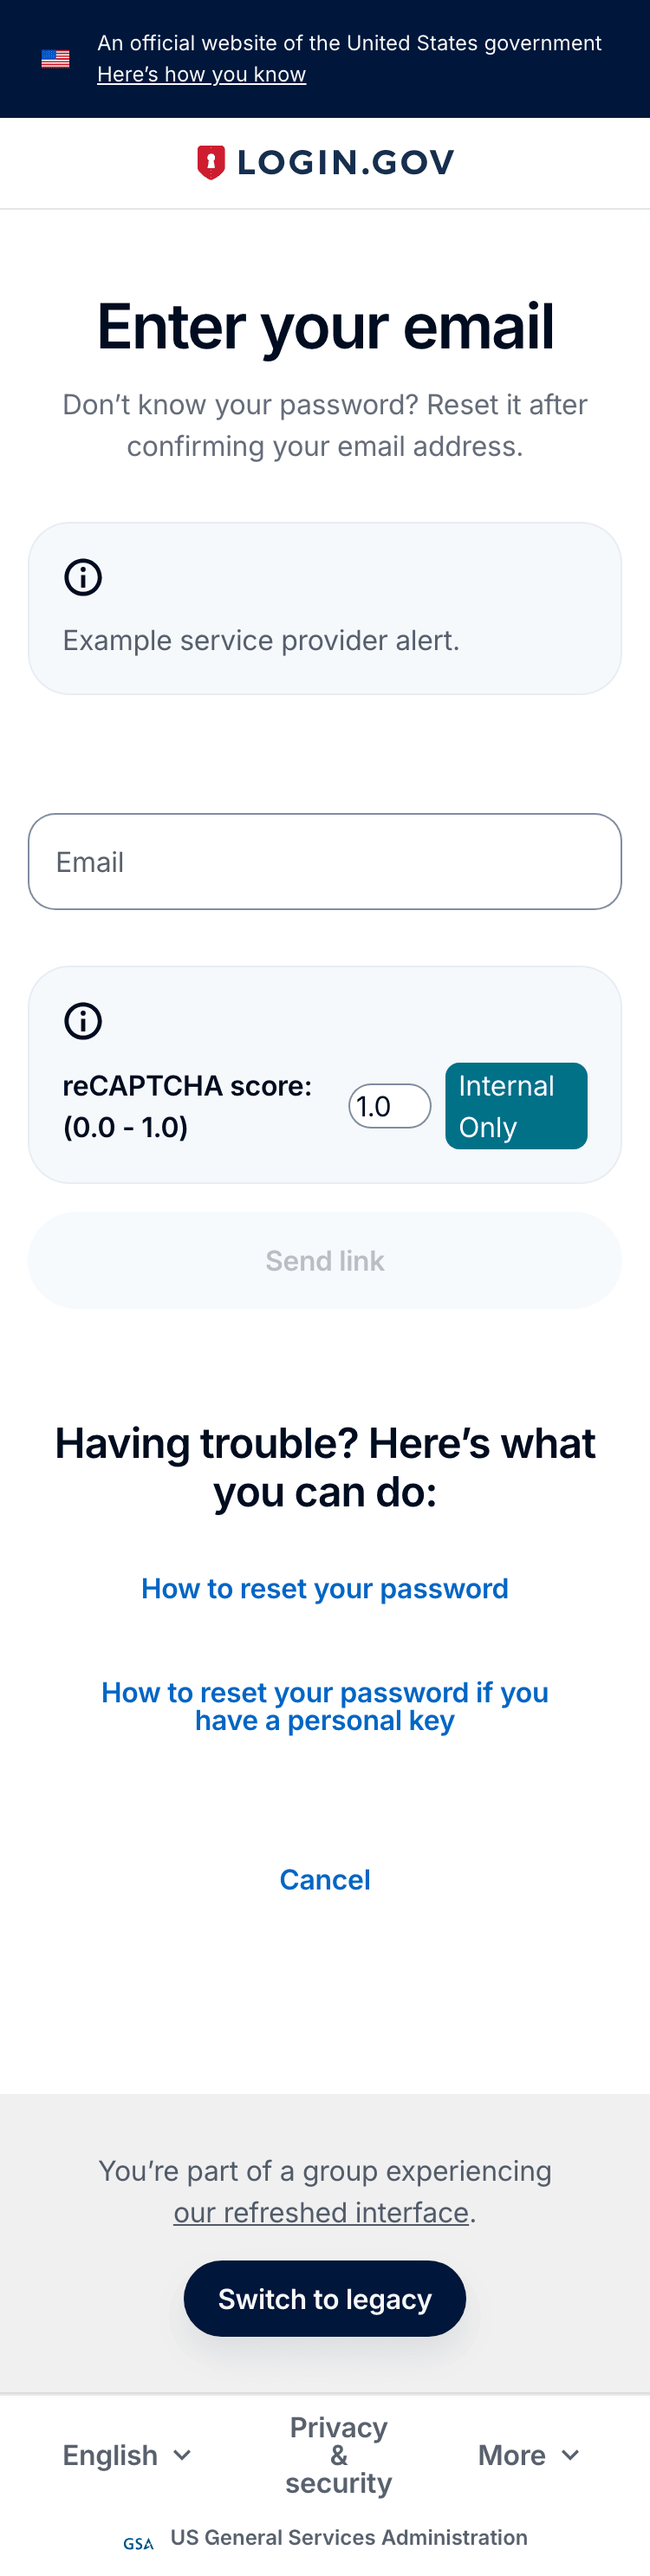 An official website of the United States government
Here’s how you know
LOGIN.GOV
Enter your email
Don’t know your password? Reset it after
confirming your email address.
Example service provider alert.
Email
reCAPTCHA score:
(0.0 - 1.0)
1.0
Internal
Only
Send link
Having trouble? Here’s what
you can do:
How to reset your password
How to reset your password if you
have a personal key
Cancel
You’re part of a group experiencing
our refreshed interface.
Switch to legacy
English
Privacy
&
security
More
GSA US General Services Administration